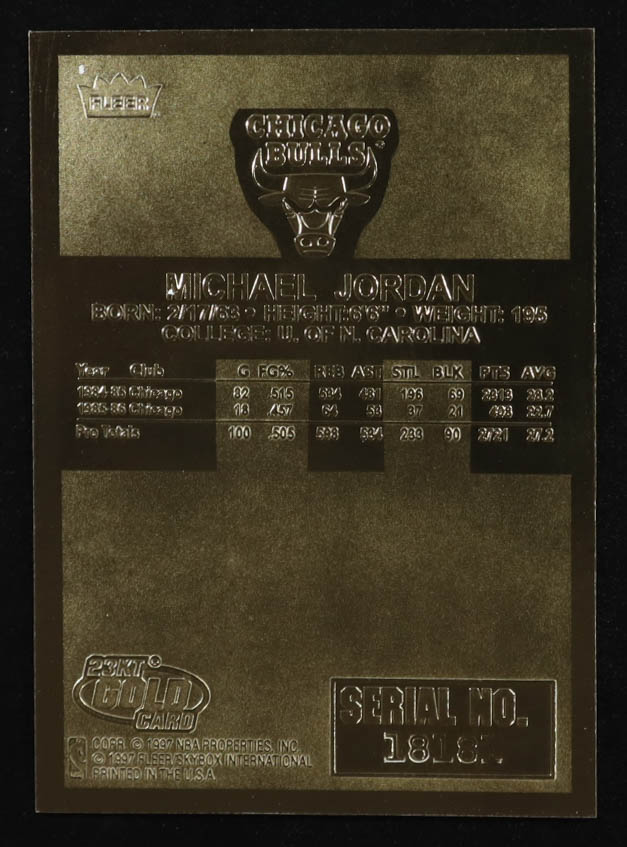 FLEER
CHICAGO
BULLS
MICHAEL JORDAN
BORN: 2/17/63 • HEIGHT:6'6" • WEIGHT: 195
COLLEGE: U. OF N. CAROLINA
Year Club G FG% REB AST STL BLK PTS AVG
1984-85 Chicago 82 .515 534 481 196 69 2313 28.2
1985-86 Chicago 18 .457 64 53 37 21 408 22.7
Pro Totals 100 .505 598 534 233 90 2721 27.2
23KT
GOLD
CARD
COPR. © 1997 NBA PROPERTIES, INC.
© 1997 FLEER/SKYBOX INTERNATIONAL
PRINTED IN THE U.S.A.
SERIAL NO.